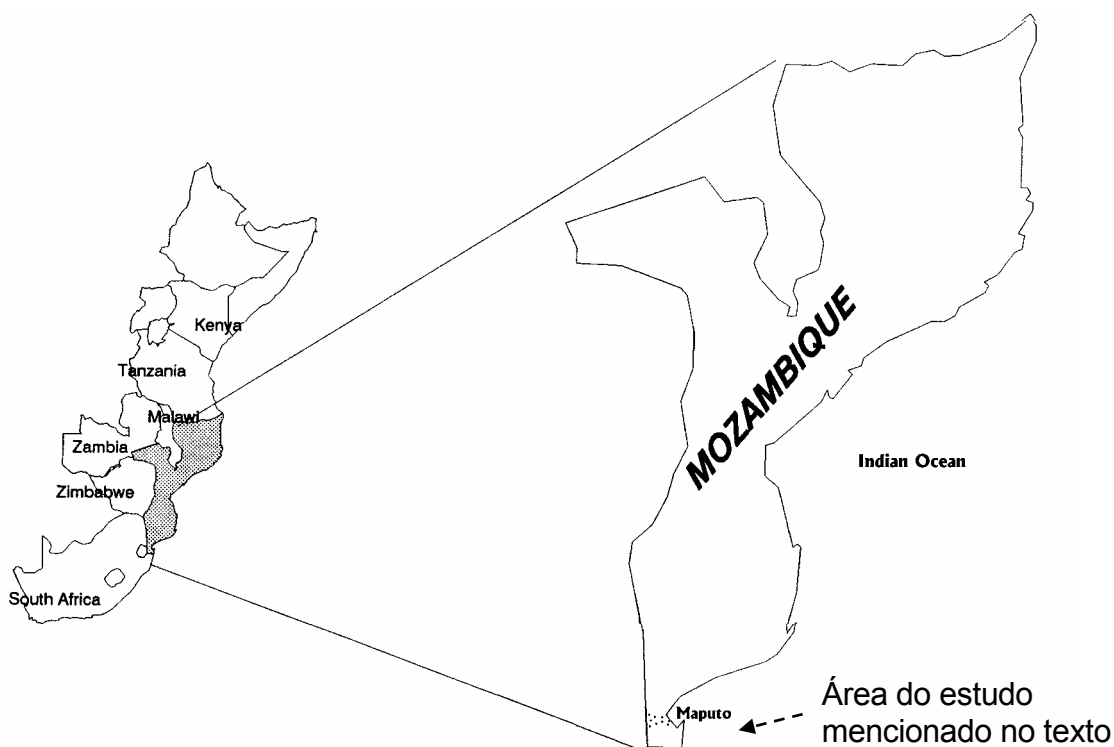 Kenya
Tanzania
Malawi
Zambia
Zimbabwe
South Africa
MOZAMBIQUE
Indian Ocean
Maputo
Área do estudo
mencionado no texto